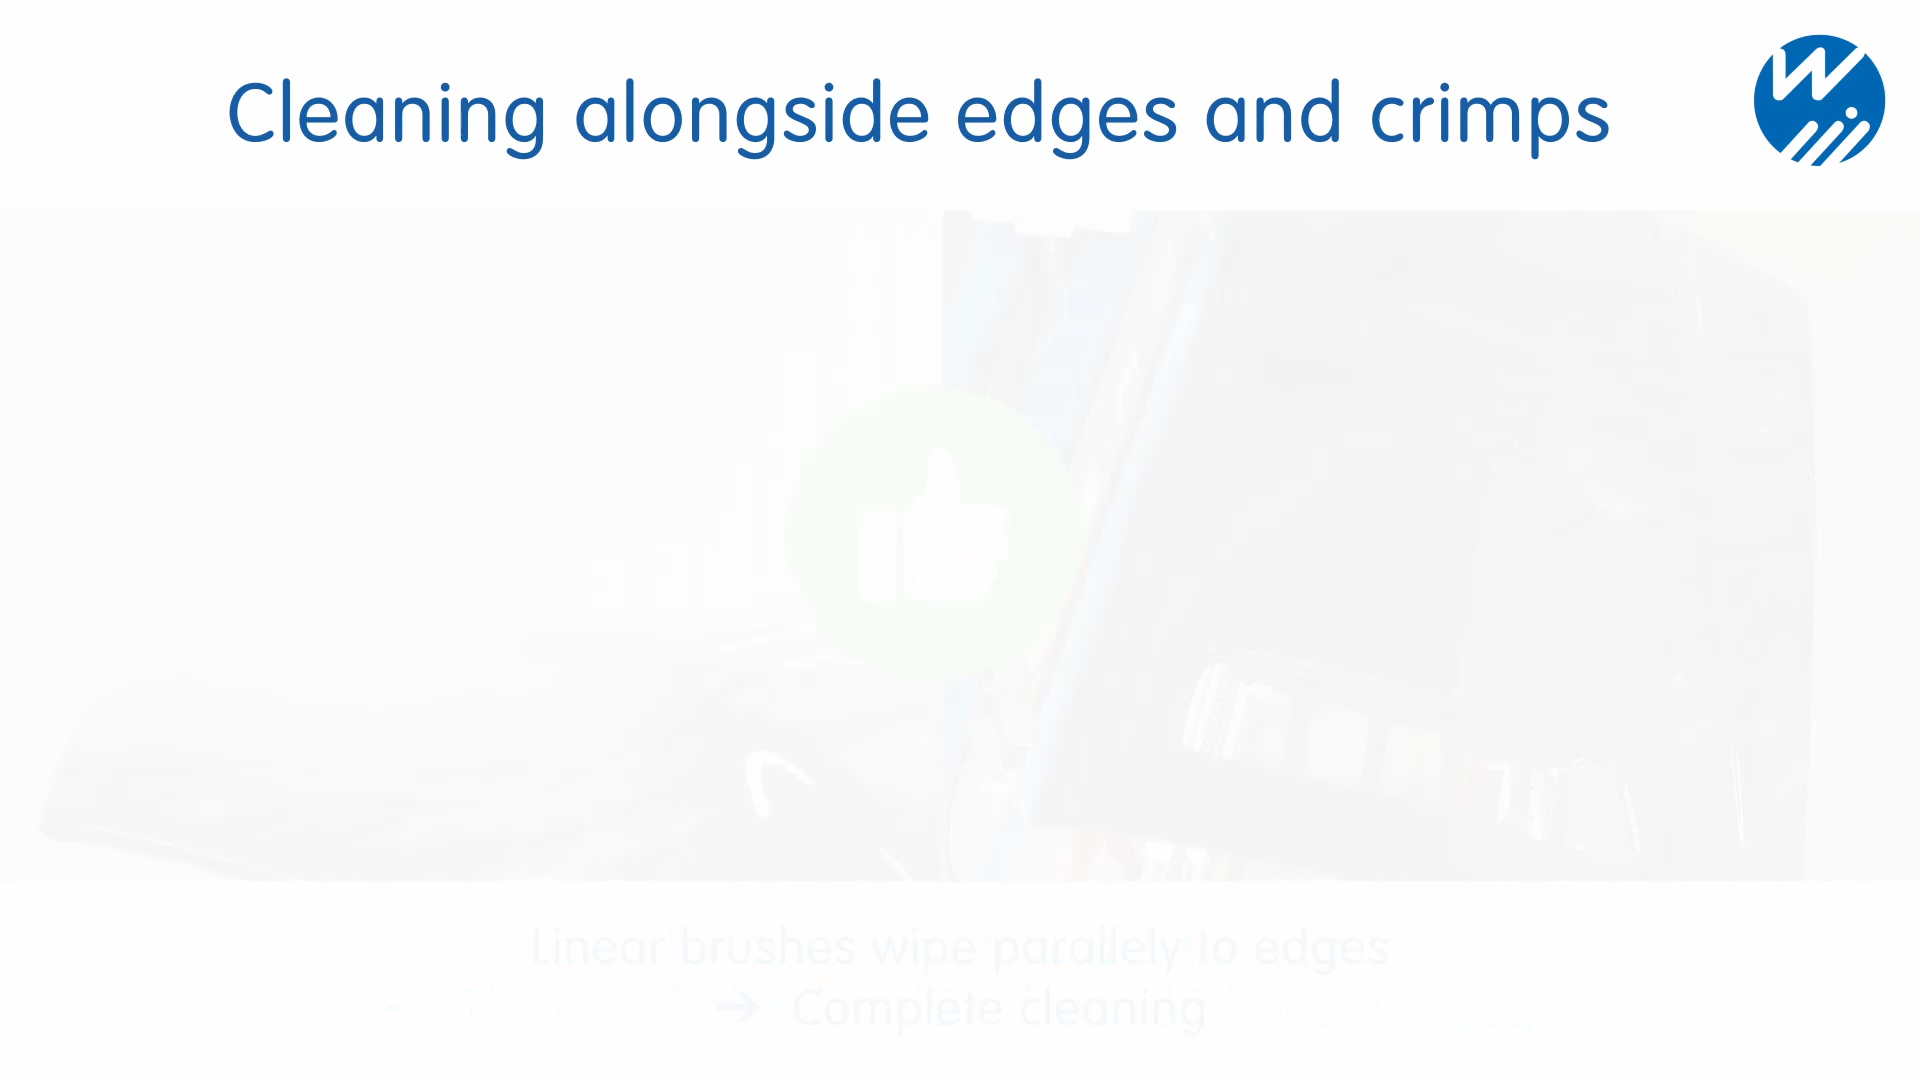 Cleaning alongside edges and crimps
Linear brushes wipe parallely to edges
➔ Complete cleaning